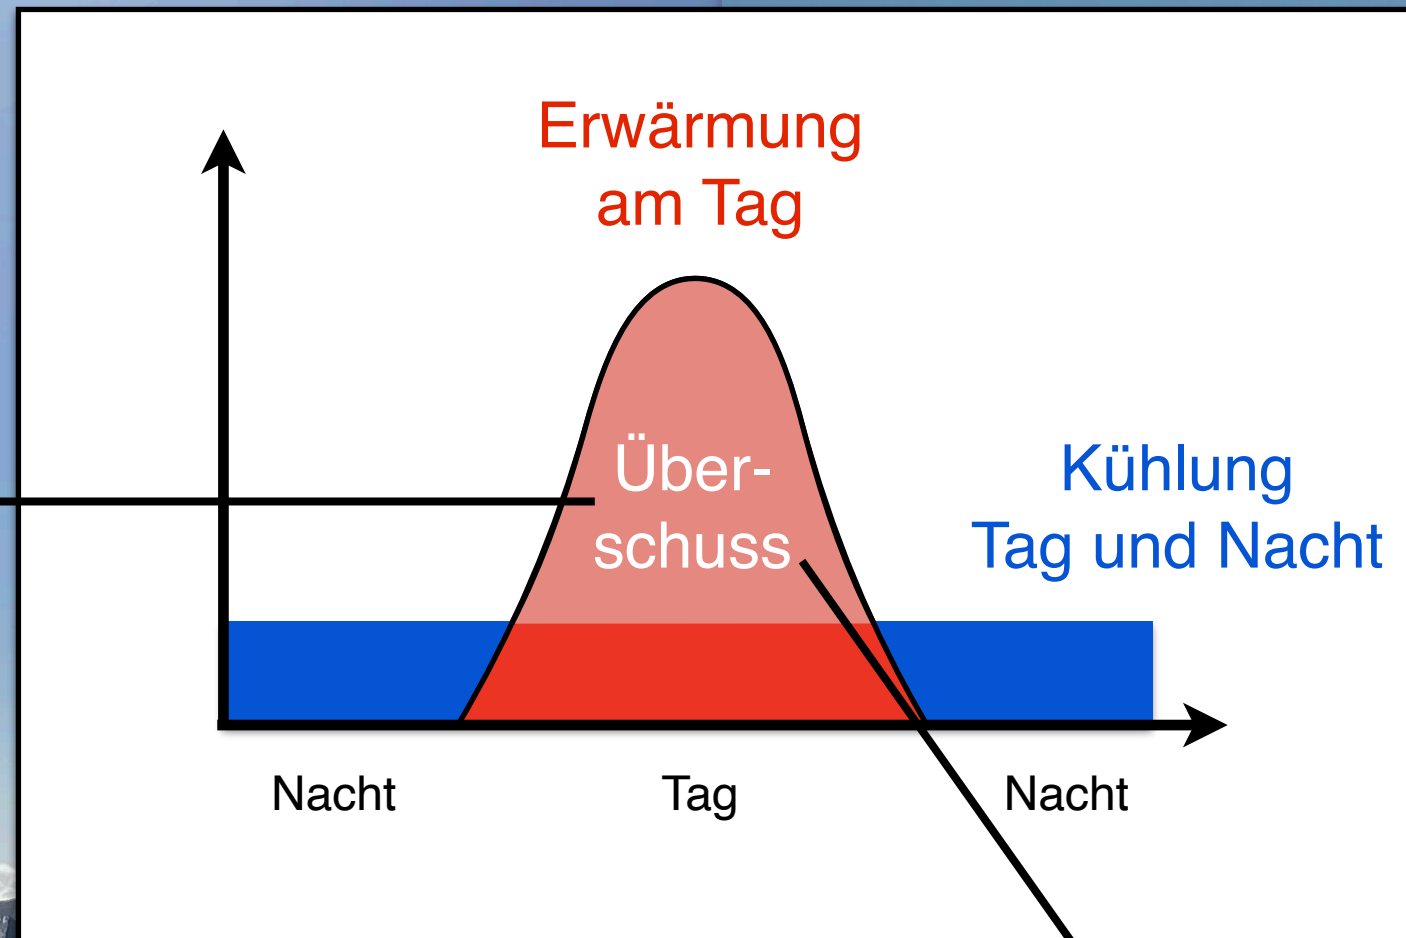 Erwärmung
am Tag
Über-
schuss
Kühlung
Tag und Nacht
Nacht
Tag
Nacht